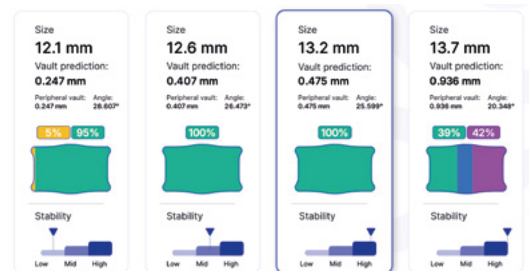 Size
12.1 mm
Vault prediction:
0.247 mm
Peripheral vault: Angle:
0.247 mm 26.607°
5% 95%
Stability
Low Mid High
Size
12.6 mm
Vault prediction:
0.407 mm
Peripheral vault: Angle:
0.407 mm 26.473°
100%
Stability
Low Mid High
Size
13.2 mm
Vault prediction:
0.475 mm
Peripheral vault: Angle:
0.475 mm 25.599°
100%
Stability
Low Mid High
Size
13.7 mm
Vault prediction:
0.936 mm
Peripheral vault: Angle:
0.936 mm 20.348°
39% 42%
Stability
Low Mid High